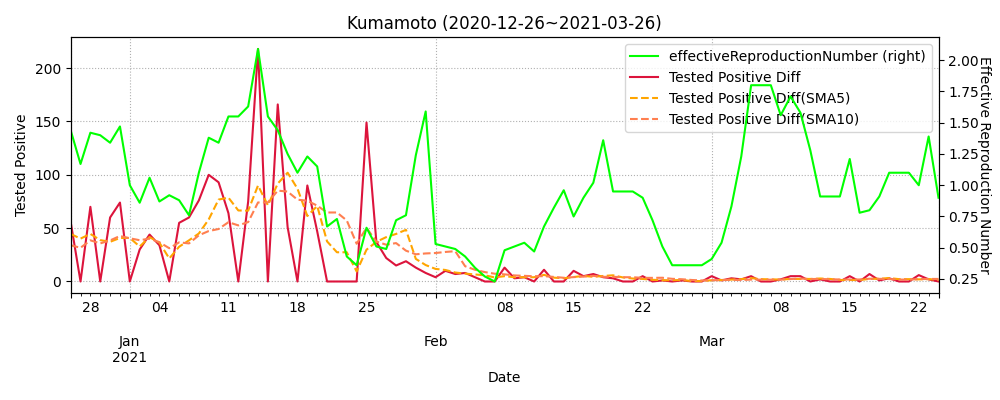 Kumamoto (2020-12-26~2021-03-26)
effectiveReproductionNumber (right)
Tested Positive Diff
Tested Positive Diff(SMA5)
Tested Positive Diff(SMA10)
Tested Positive
200
150
100
50
0
Effective Reproduction Number
2.00
1.75
1.50
1.25
1.00
0.75
0.50
0.25
28 04 11 18 25 08 15 22 08 15 22
Jan Feb Mar
2021
Date